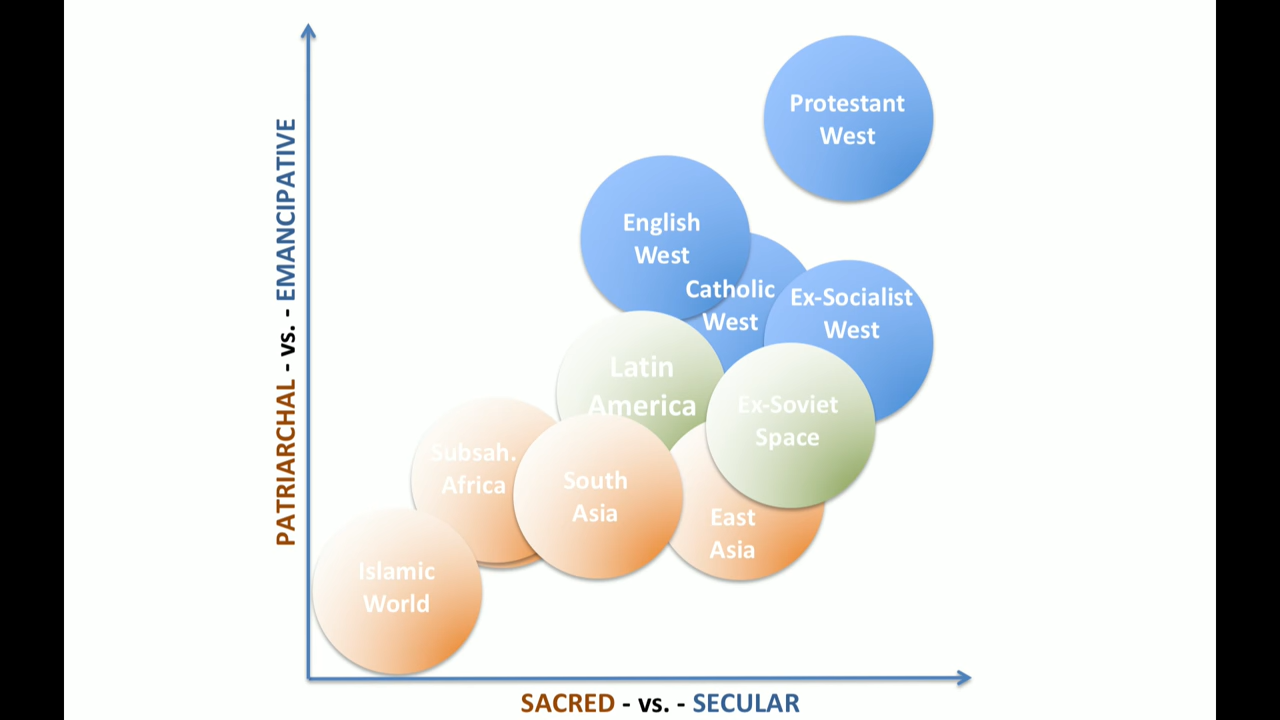 Protestant
West
English
West
Catholic
West
Ex-Socialist
West
Latin
America
Ex-Soviet
Space
Subsah.
Africa
South
Asia
East
Asia
Islamic
World
PATRIARCHAL - vs. - EMANCIPATIVE
SACRED - vs. - SECULAR